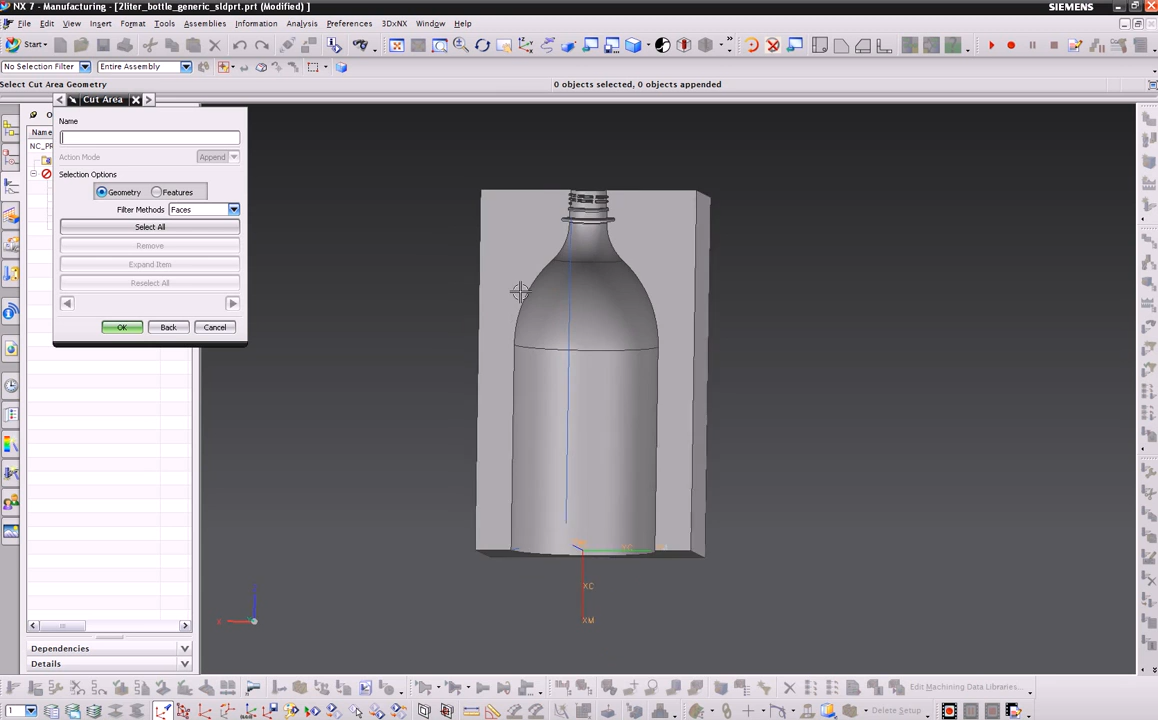 NX 7 - Manufacturing - [2liter_bottle_generic_sldprt.prt (Modified) ]
SIEMENS
File Edit View Insert Format Tools Assemblies Information Analysis Preferences 3DxNX Window Help
Start
No Selection Filter Entire Assembly
Select Cut Area Geometry
0 objects selected, 0 objects appended
Cut Area
Name
Name
NC_PR
Action Mode Append
Selection Options
Geometry Features
Filter Methods Faces
Select All
Remove
Expand Item
Reselect All
OK Back Cancel
XC
XM
X
Dependencies
Details
Edit Machining Data Libraries...
1
Delete Setup